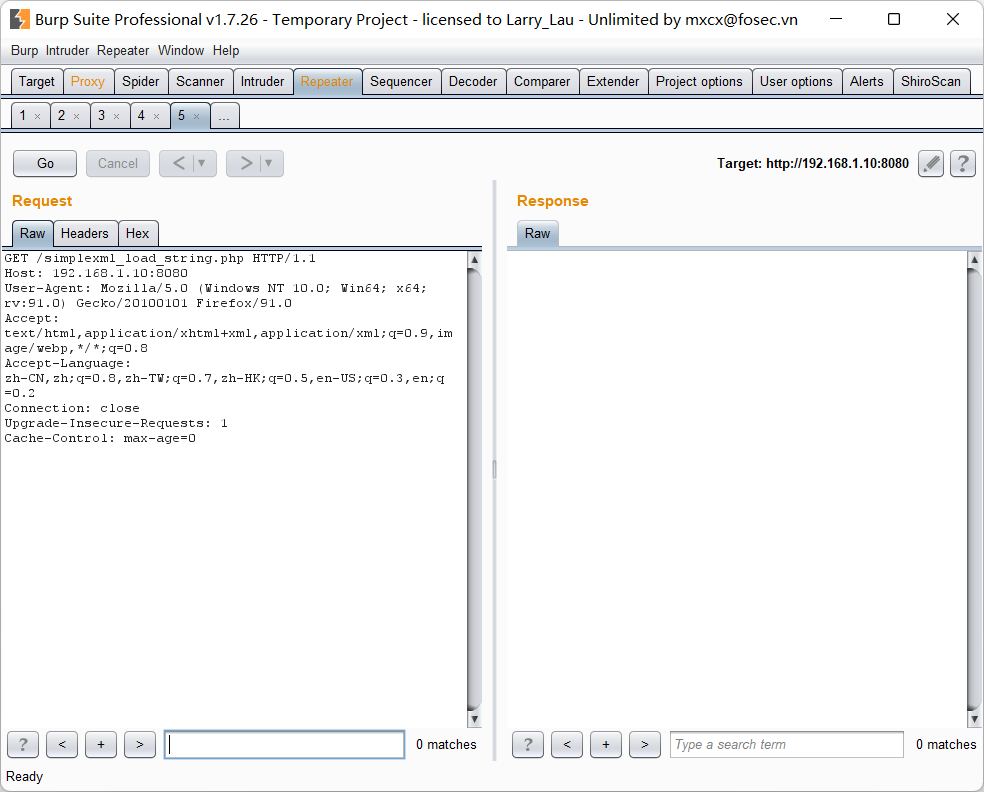 Burp Suite Professional v1.7.26 - Temporary Project - licensed to Larry_Lau - Unlimited by mxcx@fosec.vn
Burp Intruder Repeater Window Help
Target Proxy Spider Scanner Intruder Repeater Sequencer Decoder Comparer Extender Project options User options Alerts ShiroScan
1 × 2 × 3 × 4 × 5 × ...
Go Cancel < ▼ > ▼ Target: http://192.168.1.10:8080 ?
Request
Raw Headers Hex
GET /simplexml_load_string.php HTTP/1.1
Host: 192.168.1.10:8080
User-Agent: Mozilla/5.0 (Windows NT 10.0; Win64; x64;
rv:91.0) Gecko/20100101 Firefox/91.0
Accept:
text/html,application/xhtml+xml,application/xml;q=0.9,im
age/webp,*/*;q=0.8
Accept-Language:
zh-CN,zh;q=0.8,zh-TW;q=0.7,zh-HK;q=0.5,en-US;q=0.3,en;q
=0.2
Connection: close
Upgrade-Insecure-Requests: 1
Cache-Control: max-age=0
? < + > 0 matches
Response
Raw
? < + > Type a search term 0 matches
Ready